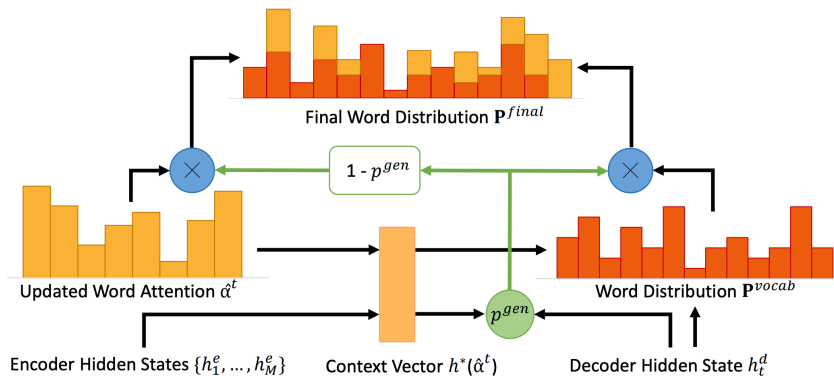 Final Word Distribution 𝐏^{final}
×
1 - p^{gen}
×
Updated Word Attention α̂^t
p^{gen}
Word Distribution 𝐏^{vocab}
Encoder Hidden States {h_1^e, ..., h_M^e}
Context Vector h^*(α̂^t)
Decoder Hidden State h_t^d